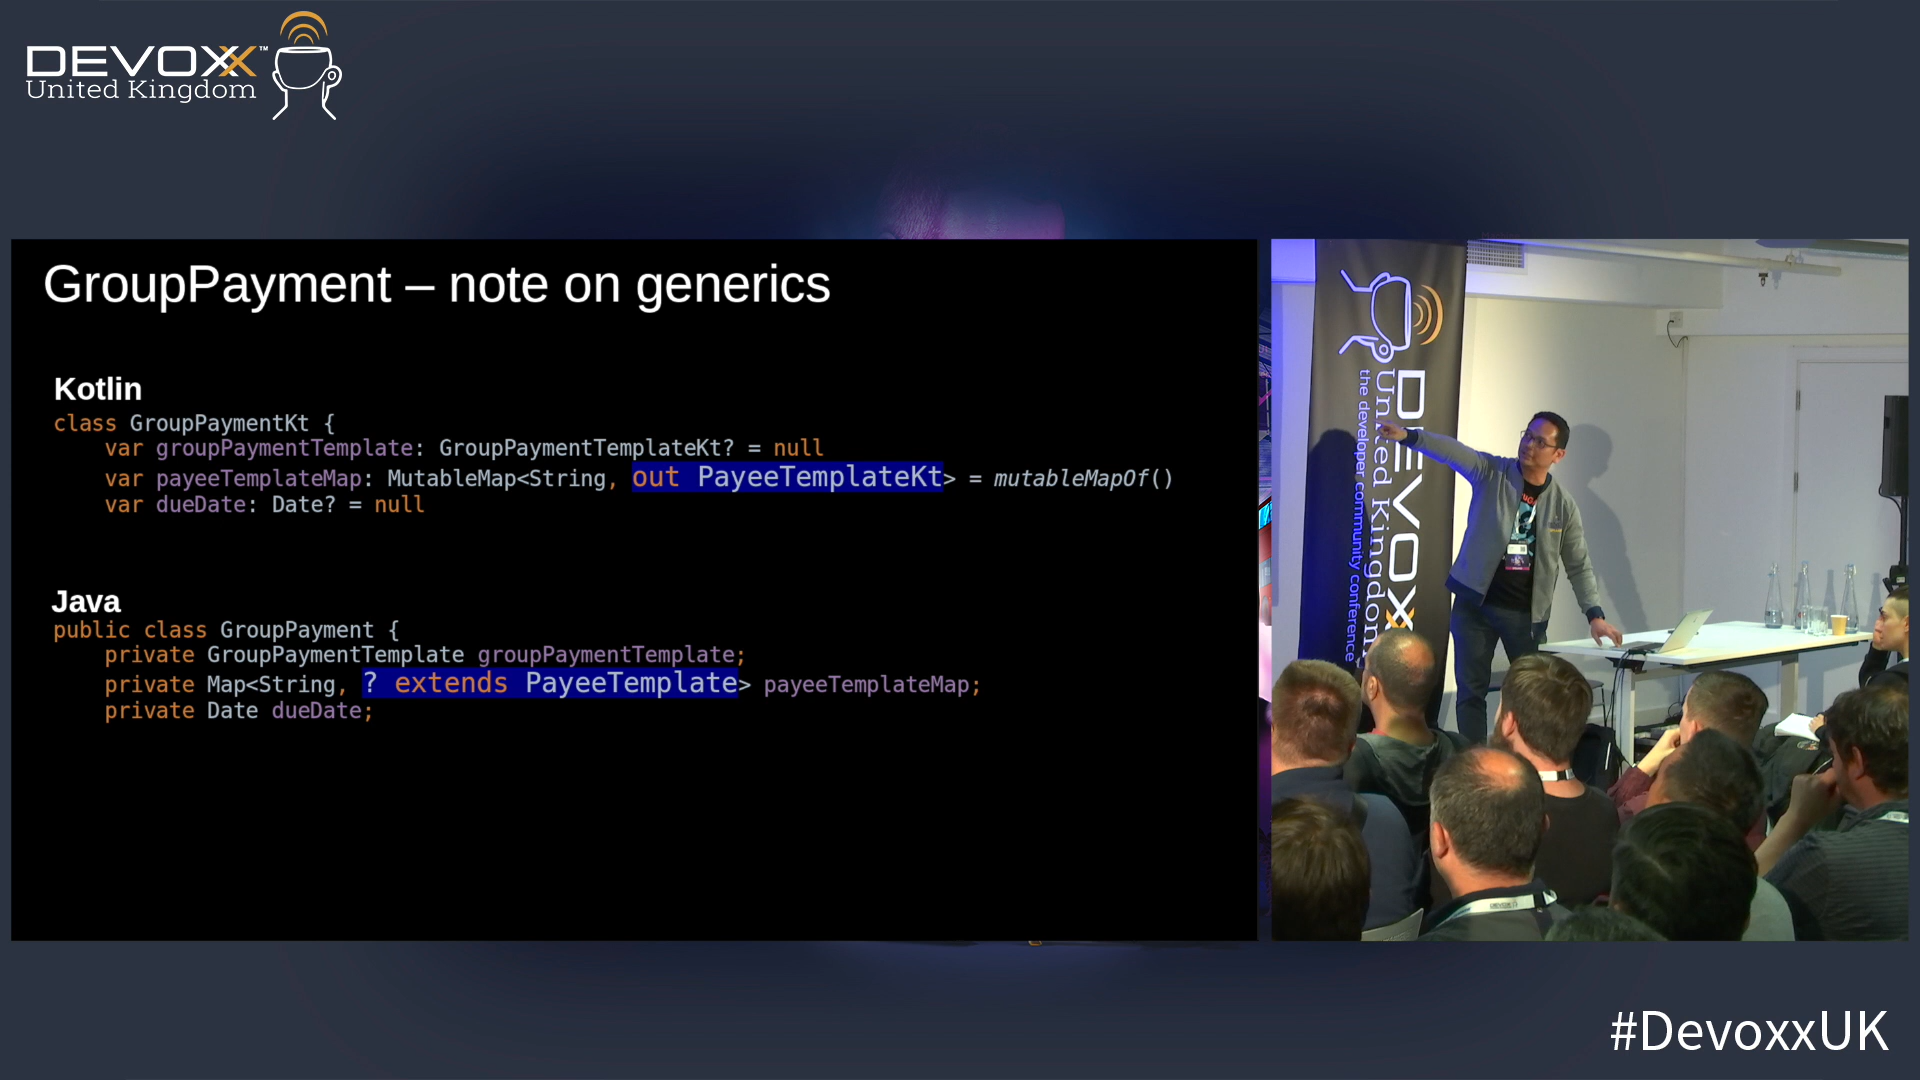 DEVOXX™
United Kingdom
GroupPayment – note on generics
Kotlin
class GroupPaymentKt {
var groupPaymentTemplate: GroupPaymentTemplateKt? = null
var payeeTemplateMap: MutableMap<String, out PayeeTemplateKt> = mutableMapOf()
var dueDate: Date? = null
Java
public class GroupPayment {
private GroupPaymentTemplate groupPaymentTemplate;
private Map<String, ? extends PayeeTemplate> payeeTemplateMap;
private Date dueDate;
DEVOXX
United Kingdom
the developer community conference
#DevoxxUK